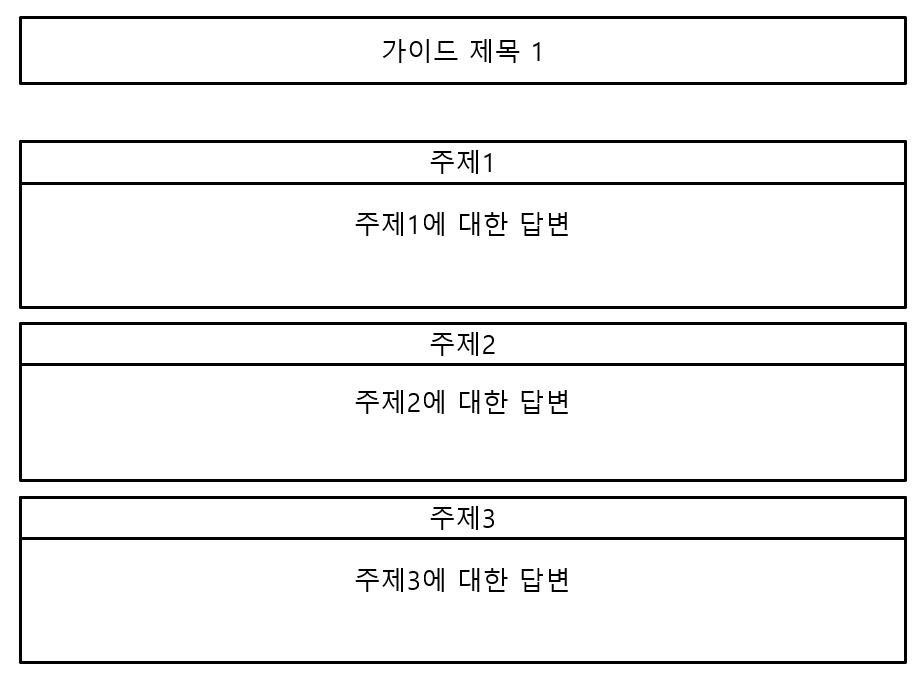 가이드 제목 1
주제1
주제1에 대한 답변
주제2
주제2에 대한 답변
주제3
주제3에 대한 답변